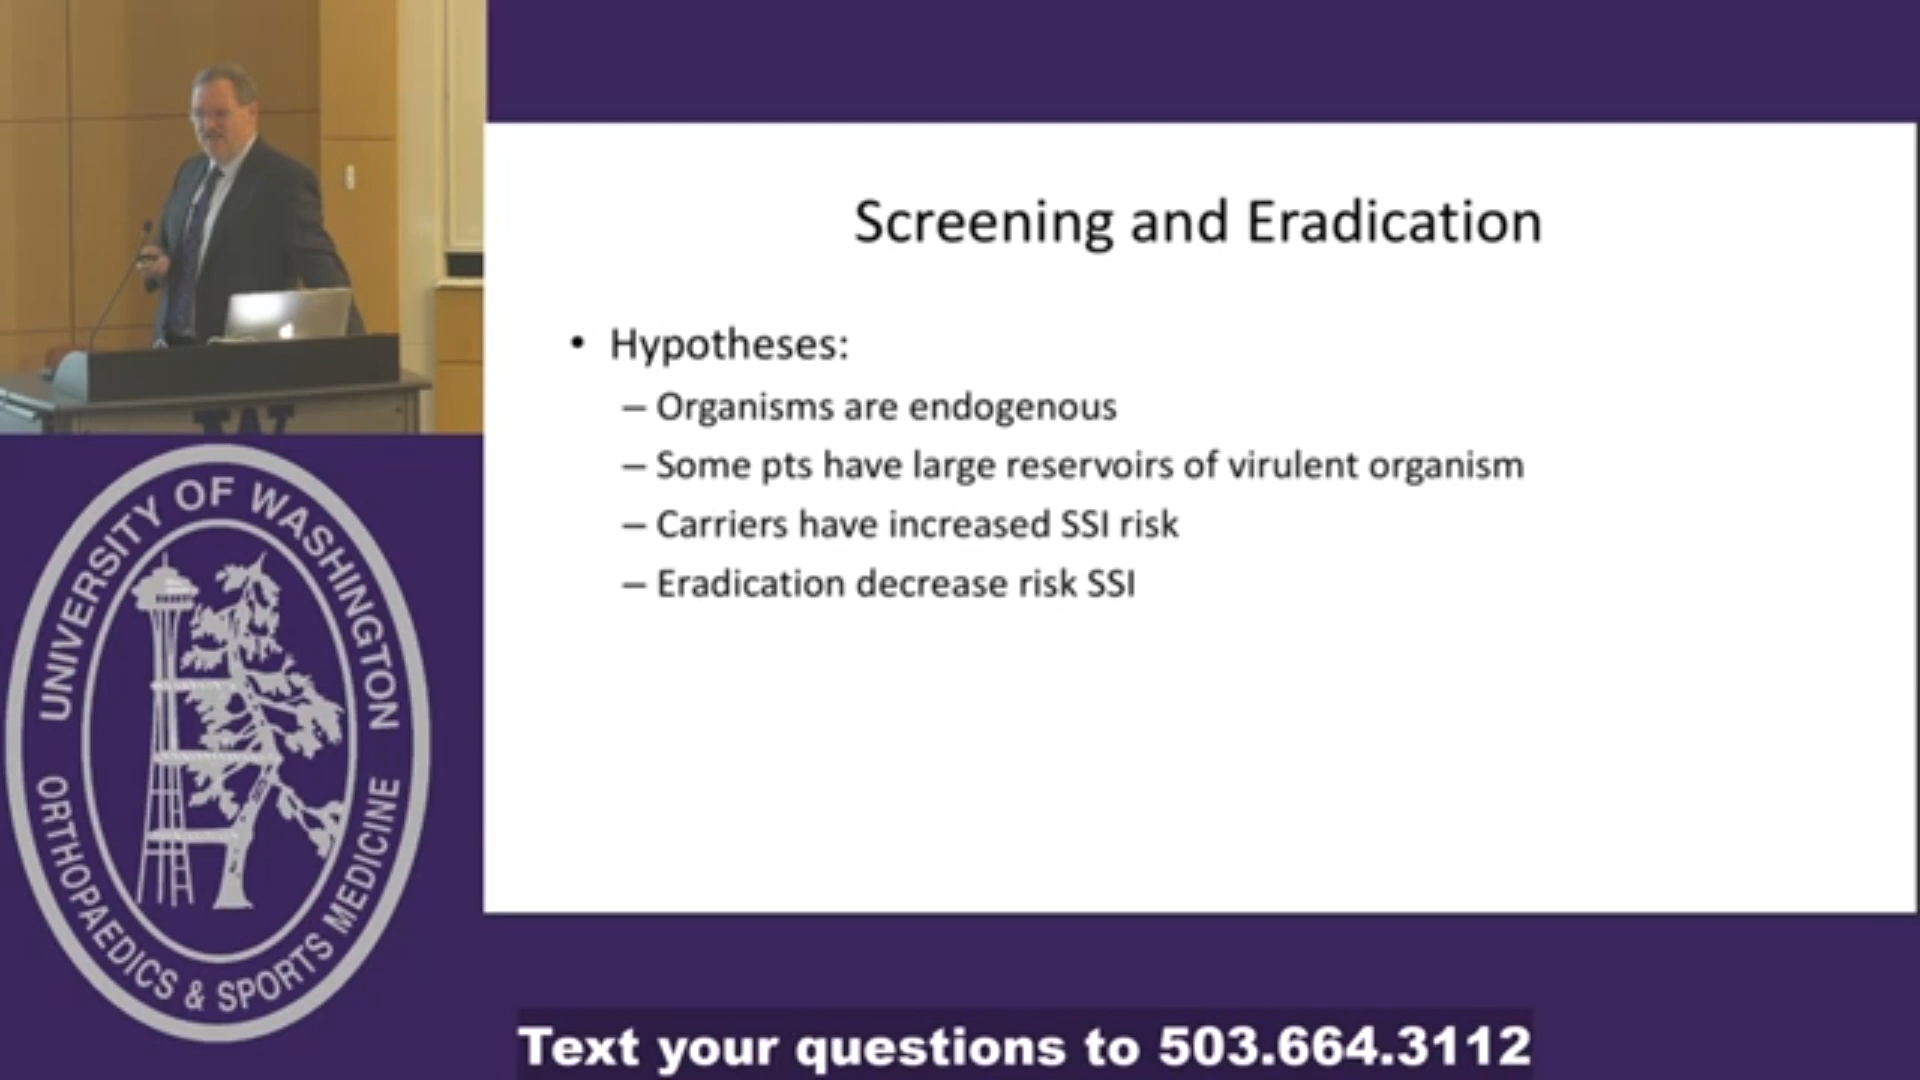 Screening and Eradication
• Hypotheses:
– Organisms are endogenous
– Some pts have large reservoirs of virulent organism
– Carriers have increased SSI risk
– Eradication decrease risk SSI
UNIVERSITY OF WASHINGTON
ORTHOPAEDICS & SPORTS MEDICINE
Text your questions to 503.664.3112